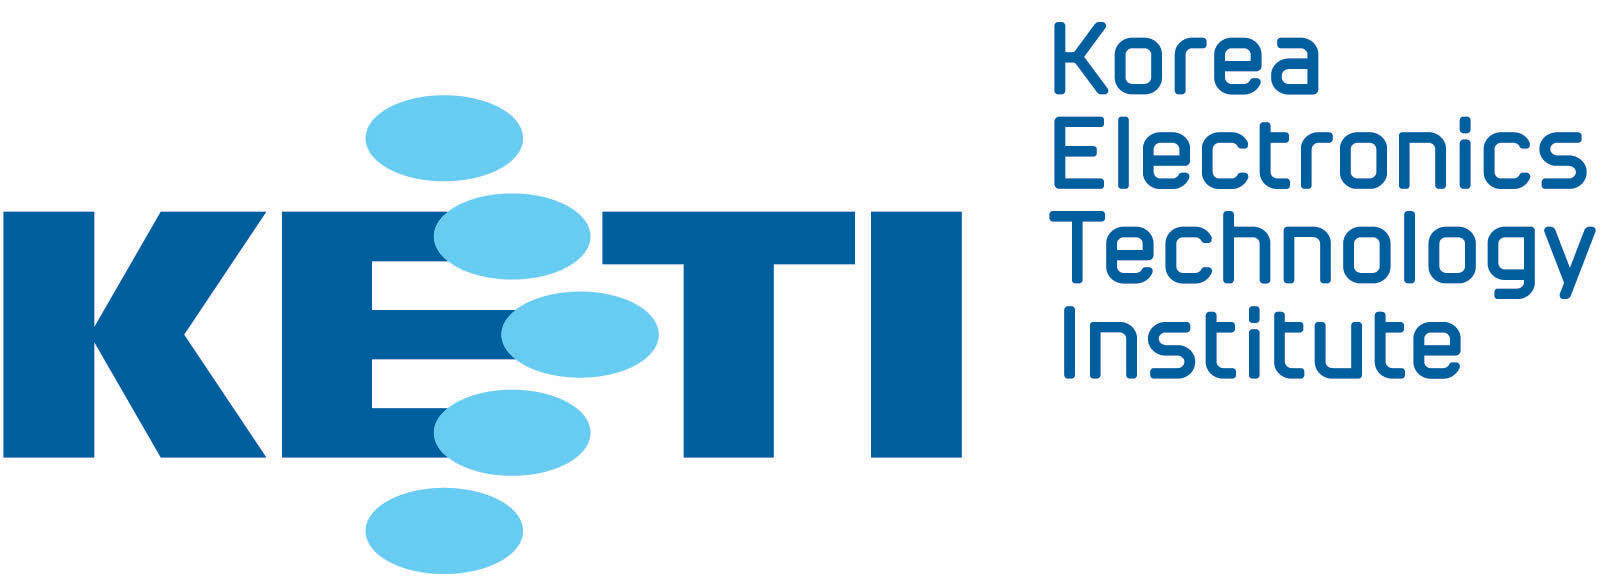 KETI
Korea
Electronics
Technology
Institute